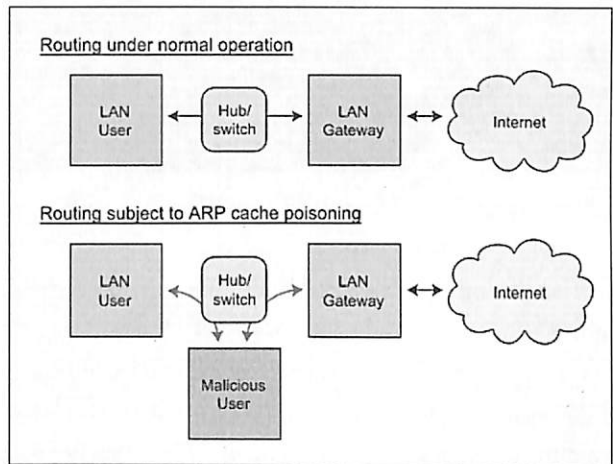 Routing under normal operation
LAN
User
Hub/
switch
LAN
Gateway
Internet
Routing subject to ARP cache poisoning
LAN
User
Hub/
switch
LAN
Gateway
Internet
Malicious
User